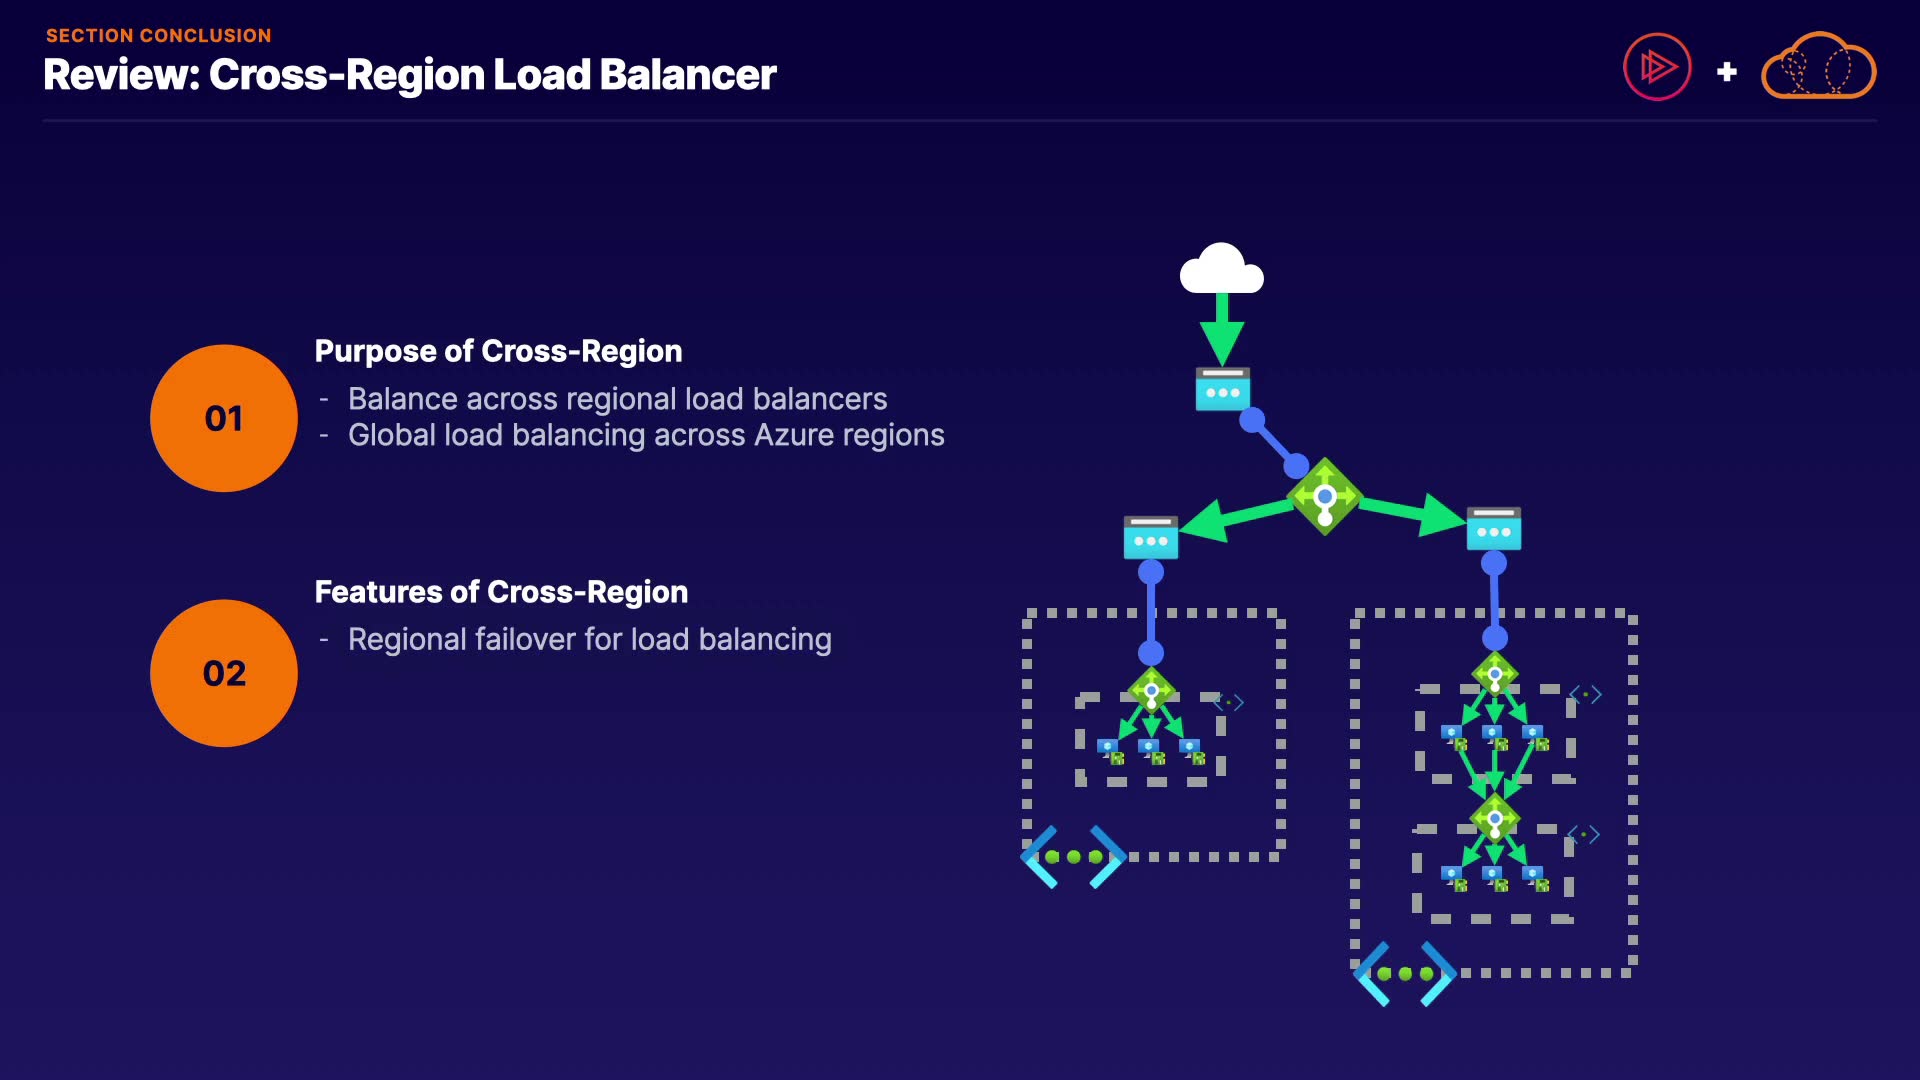 SECTION CONCLUSION
Review: Cross-Region Load Balancer
01
Purpose of Cross-Region
- Balance across regional load balancers
- Global load balancing across Azure regions
02
Features of Cross-Region
- Regional failover for load balancing